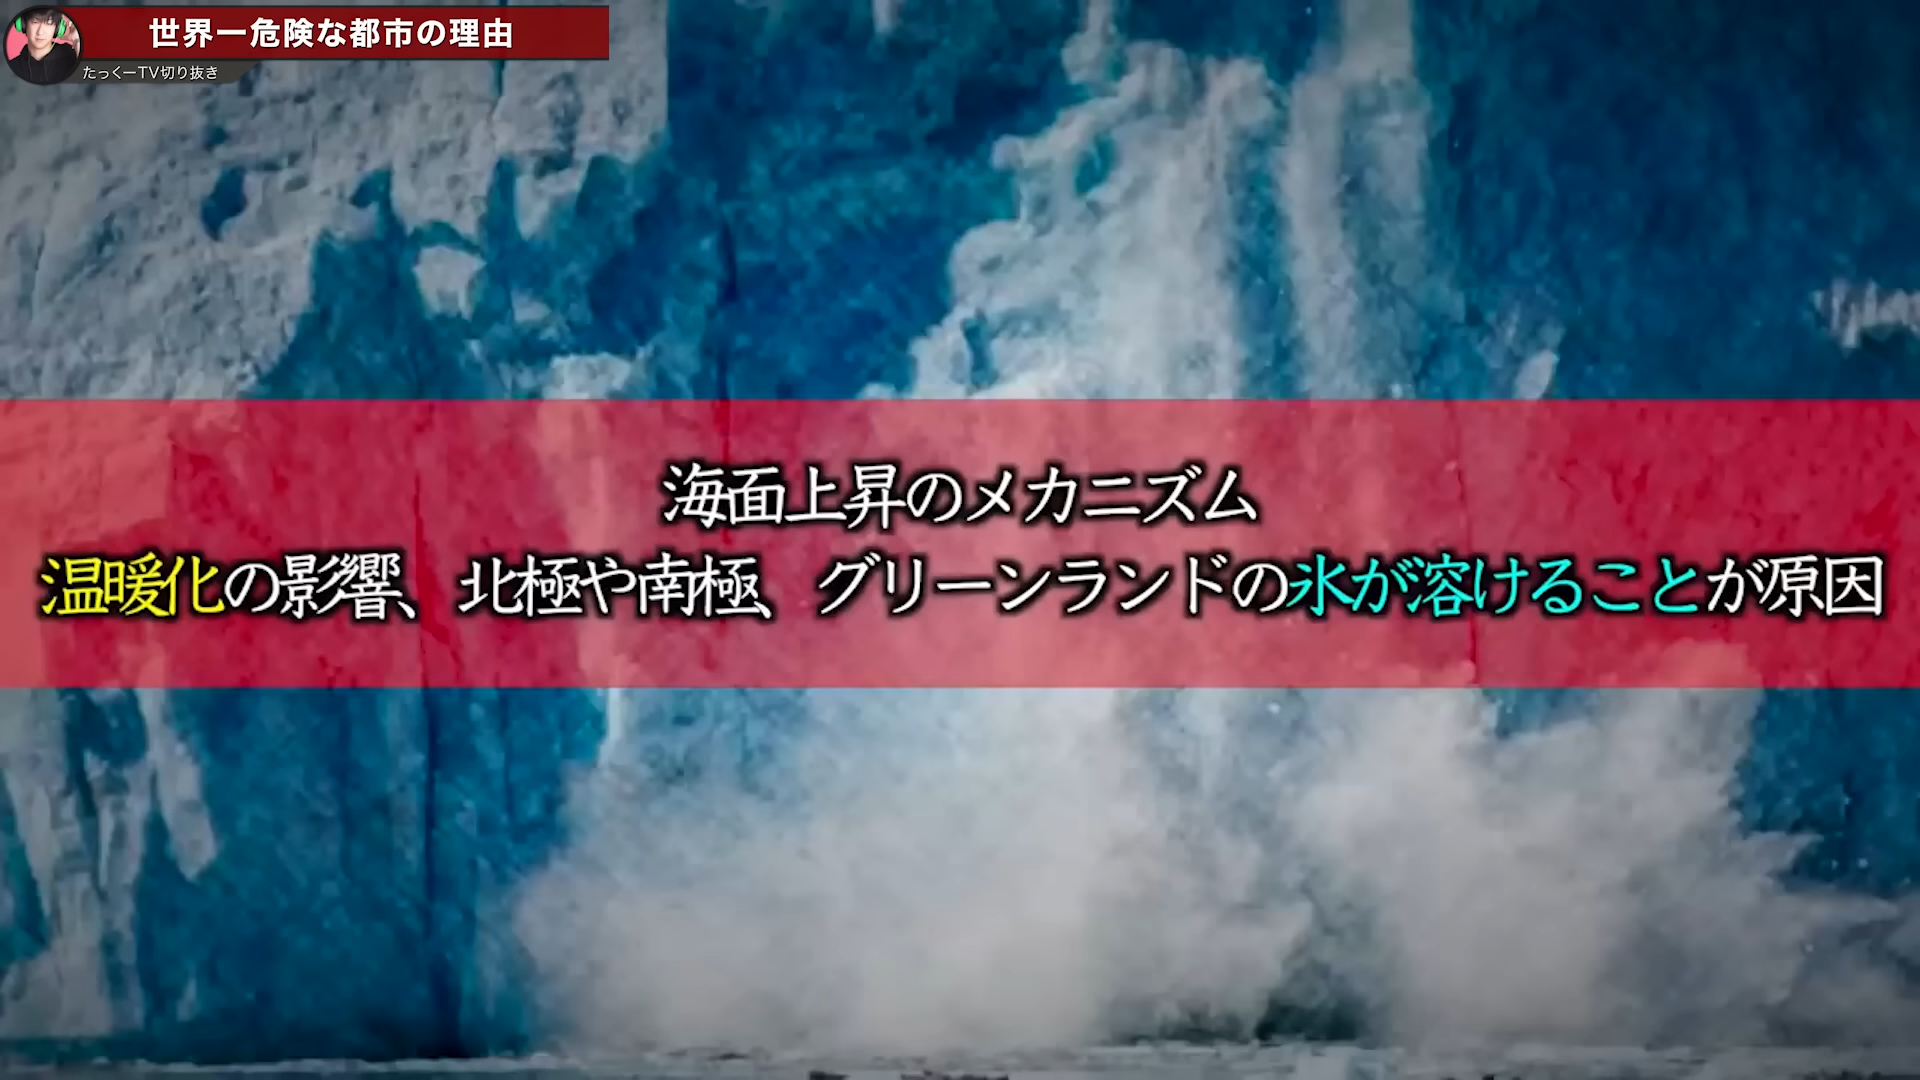 世界一危険な都市の理由
たっくーTV切り抜き
海面上昇のメカニズム
温暖化の影響、北極や南極、グリーンランドの氷が溶けることが原因